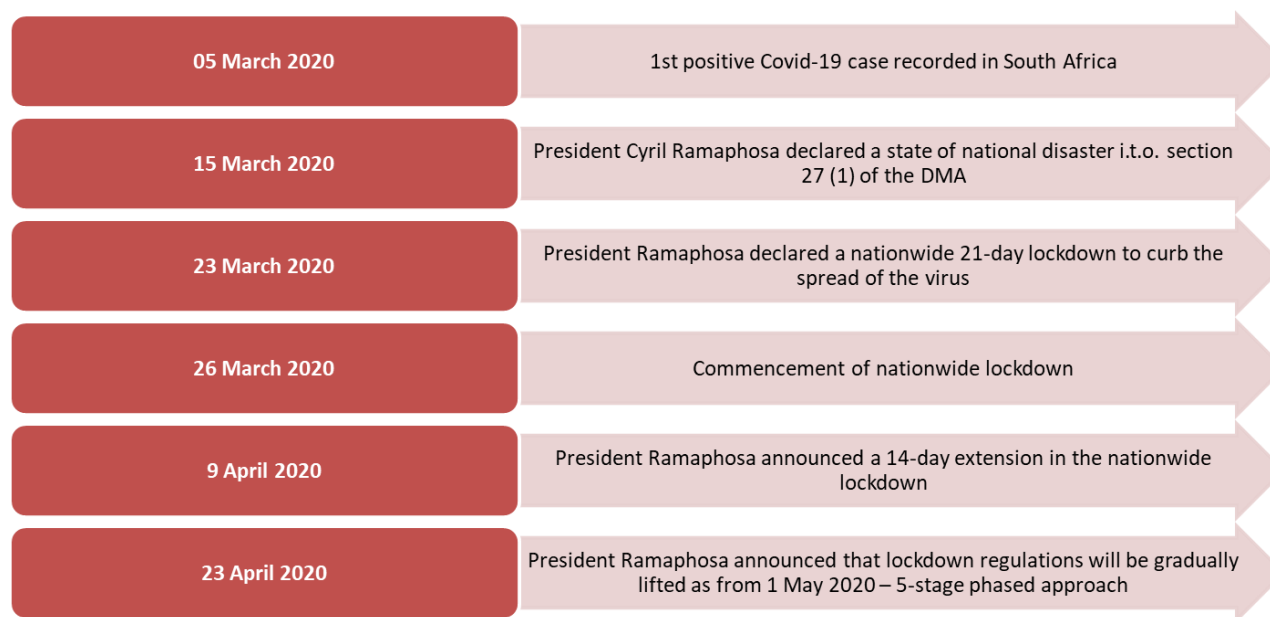 05 March 2020
1st positive Covid-19 case recorded in South Africa
15 March 2020
President Cyril Ramaphosa declared a state of national disaster i.t.o. section
27 (1) of the DMA
23 March 2020
President Ramaphosa declared a nationwide 21-day lockdown to curb the
spread of the virus
26 March 2020
Commencement of nationwide lockdown
9 April 2020
President Ramaphosa announced a 14-day extension in the nationwide
lockdown
23 April 2020
President Ramaphosa announced that lockdown regulations will be gradually
lifted as from 1 May 2020 – 5-stage phased approach